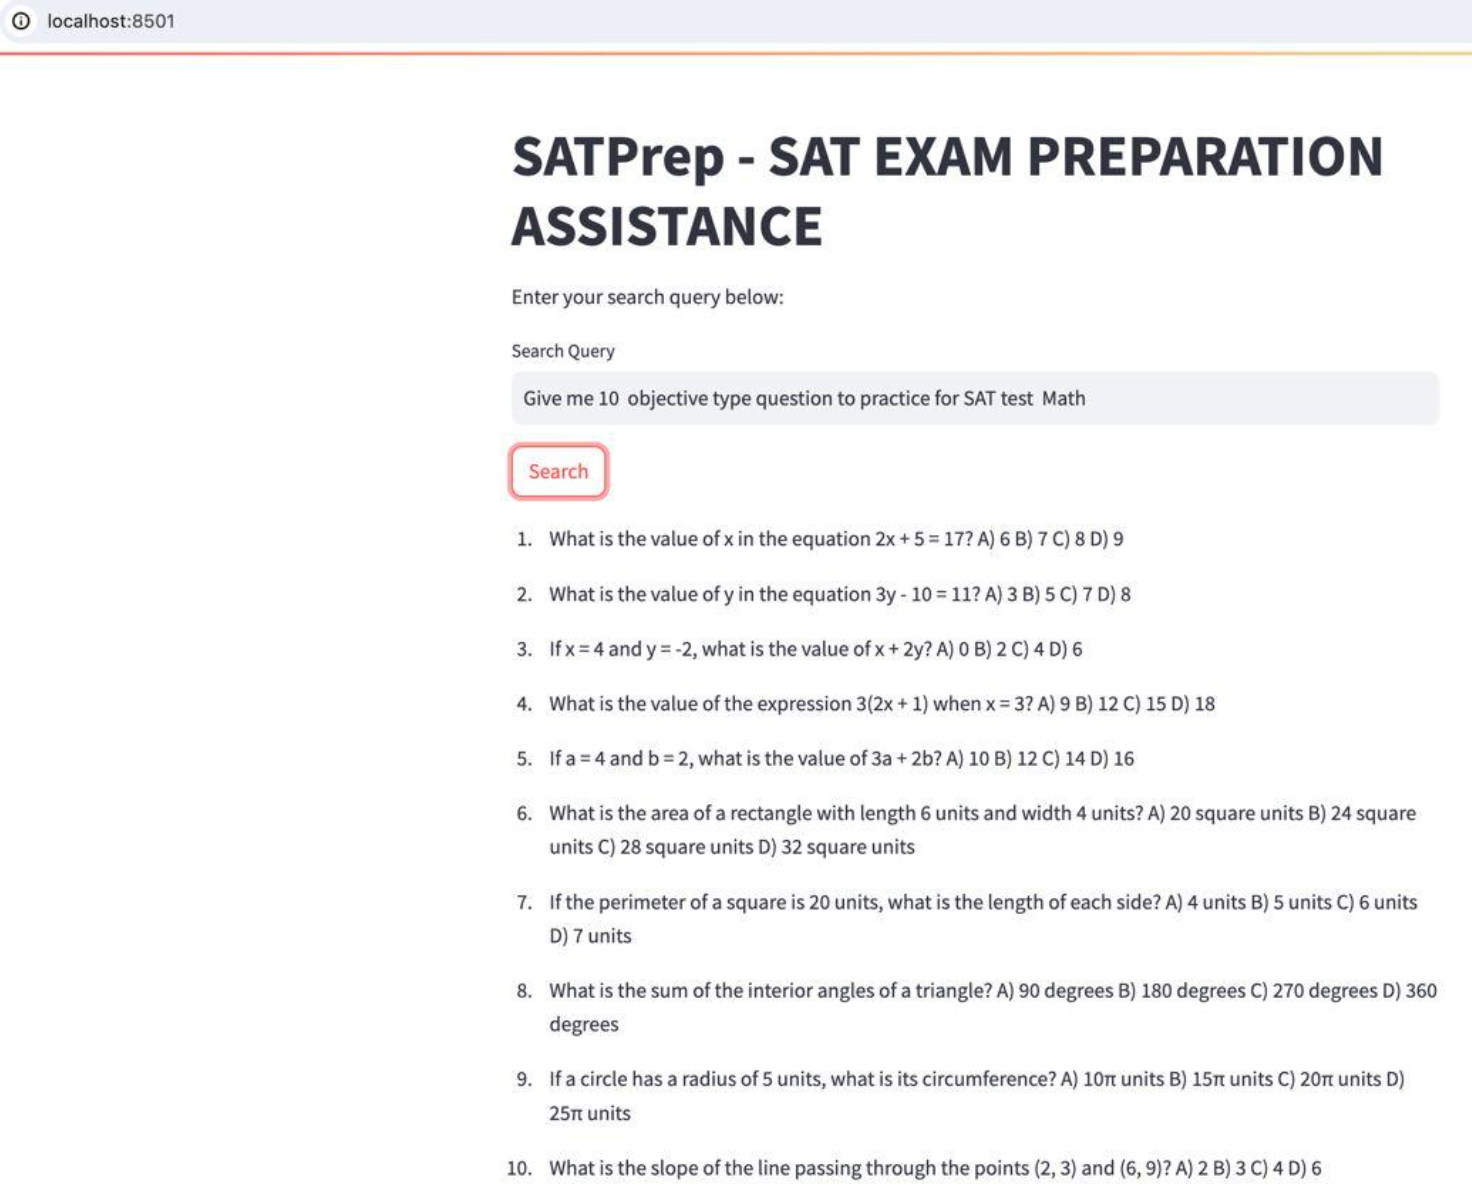 localhost:8501
SATPrep - SAT EXAM PREPARATION
ASSISTANCE
Enter your search query below:
Search Query
Give me 10  objective type question to practice for SAT test  Math
Search
1. What is the value of x in the equation 2x + 5 = 17? A) 6 B) 7 C) 8 D) 9
2. What is the value of y in the equation 3y - 10 = 11? A) 3 B) 5 C) 7 D) 8
3. If x = 4 and y = -2, what is the value of x + 2y? A) 0 B) 2 C) 4 D) 6
4. What is the value of the expression 3(2x + 1) when x = 3? A) 9 B) 12 C) 15 D) 18
5. If a = 4 and b = 2, what is the value of 3a + 2b? A) 10 B) 12 C) 14 D) 16
6. What is the area of a rectangle with length 6 units and width 4 units? A) 20 square units B) 24 square
units C) 28 square units D) 32 square units
7. If the perimeter of a square is 20 units, what is the length of each side? A) 4 units B) 5 units C) 6 units
D) 7 units
8. What is the sum of the interior angles of a triangle? A) 90 degrees B) 180 degrees C) 270 degrees D) 360
degrees
9. If a circle has a radius of 5 units, what is its circumference? A) 10π units B) 15π units C) 20π units D)
25π units
10. What is the slope of the line passing through the points (2, 3) and (6, 9)? A) 2 B) 3 C) 4 D) 6